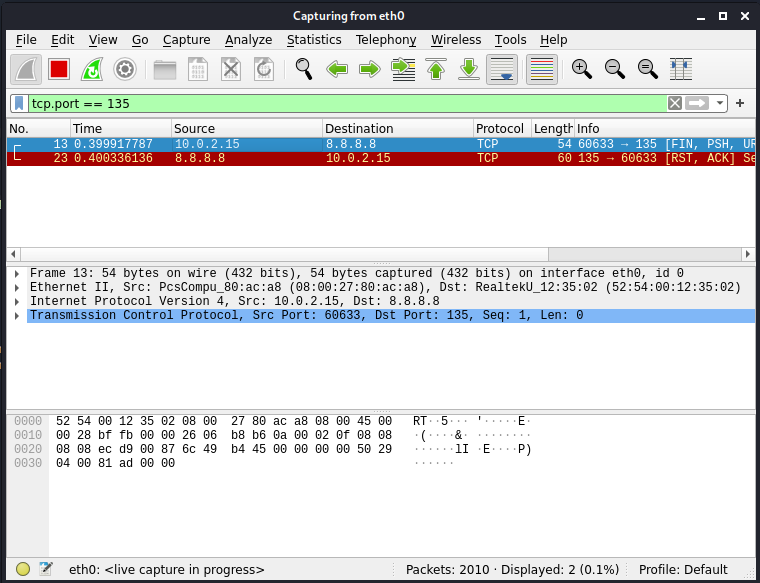 Capturing from eth0
File Edit View Go Capture Analyze Statistics Telephony Wireless Tools Help
tcp.port == 135
No. Time Source Destination Protocol Length Info
13 0.399917787 10.0.2.15 8.8.8.8 TCP 54 60633 → 135 [FIN, PSH, UR
23 0.400336136 8.8.8.8 10.0.2.15 TCP 60 135 → 60633 [RST, ACK] Se
Frame 13: 54 bytes on wire (432 bits), 54 bytes captured (432 bits) on interface eth0, id 0
Ethernet II, Src: PcsCompu_80:ac:a8 (08:00:27:80:ac:a8), Dst: RealtekU_12:35:02 (52:54:00:12:35:02)
Internet Protocol Version 4, Src: 10.0.2.15, Dst: 8.8.8.8
Transmission Control Protocol, Src Port: 60633, Dst Port: 135, Seq: 1, Len: 0
0000 52 54 00 12 35 02 08 00 27 80 ac a8 08 00 45 00 RT··5··· '·····E·
0010 00 28 bf fb 00 00 26 06 b8 b6 0a 00 02 0f 08 08 ·(····&· ········
0020 08 08 ec d9 00 87 6c 49 b4 45 00 00 00 00 50 29 ······lI ·E····P)
0030 04 00 81 ad 00 00 ······
eth0: <live capture in progress> Packets: 2010 · Displayed: 2 (0.1%) Profile: Default